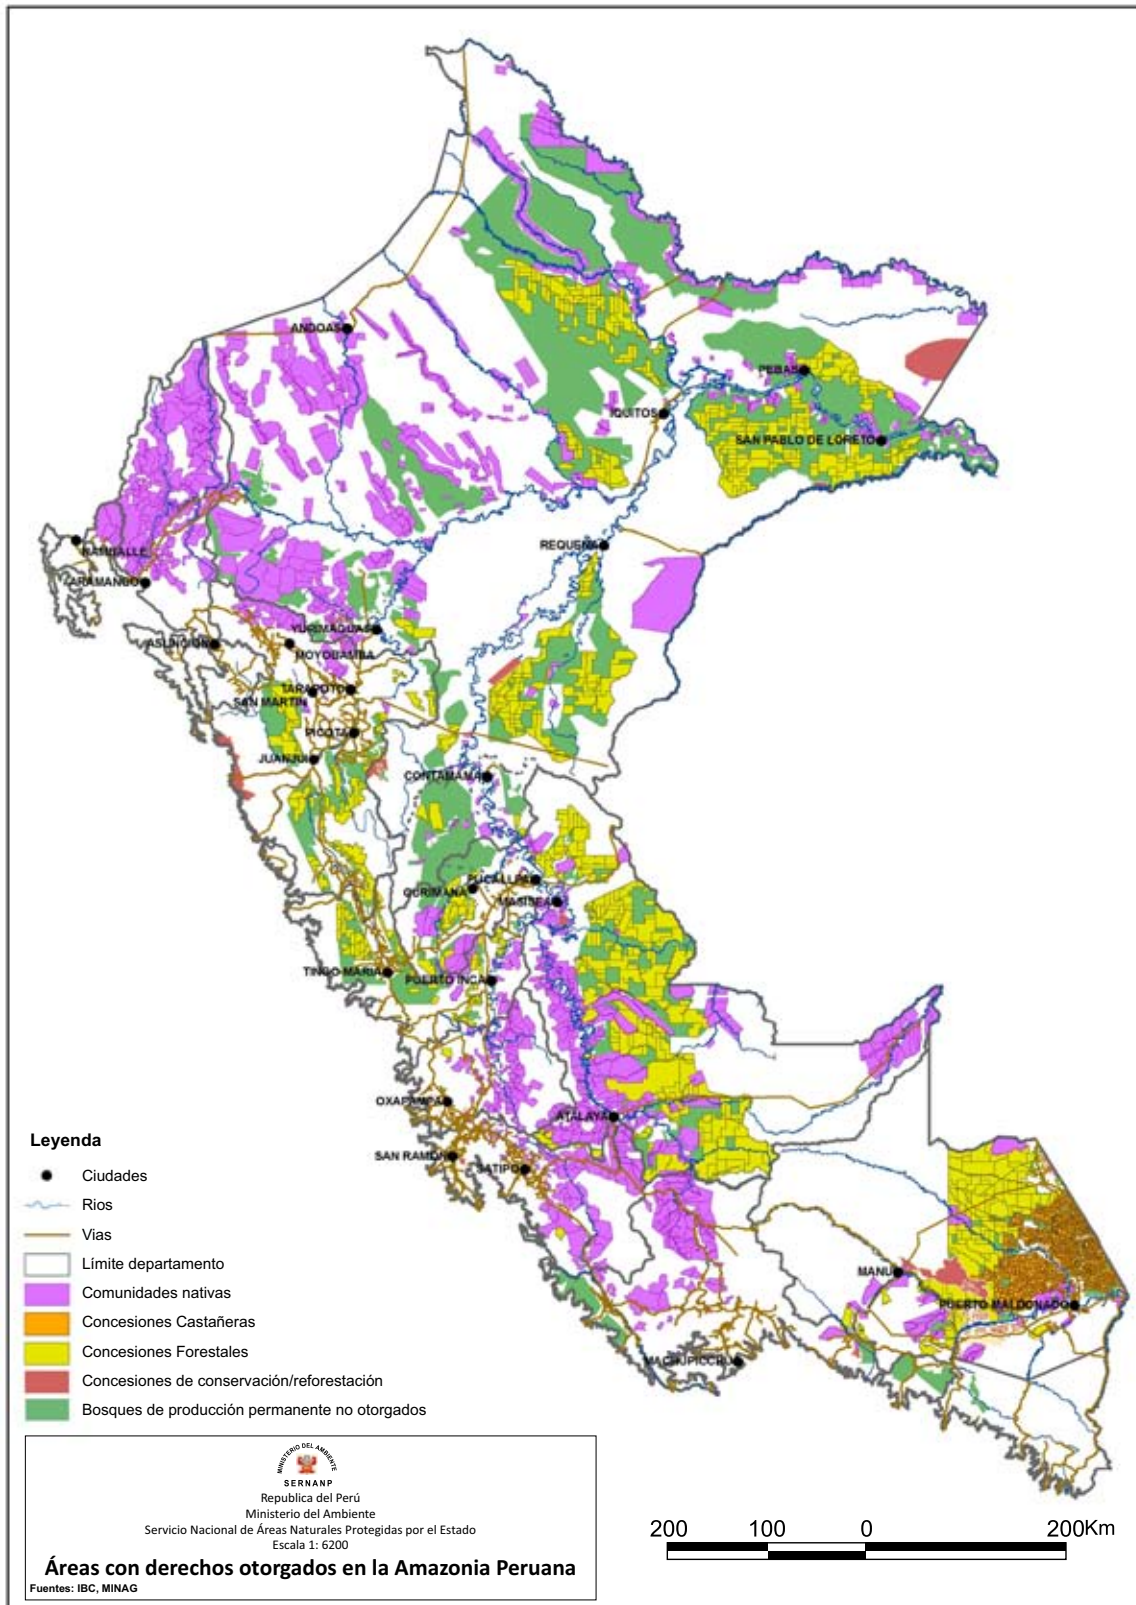 ANDOAS
PEBAS
IQUITOS
SAN PABLO DE LORETO
REQUENA
NAMBALLE
ARAMANGO
YURIMAGUAS
ASUNCION
MOYOBAMBA
TARAPOTO
SAN MARTIN
PICOTA
JUANJUI
CONTAMAMA
PUCALLPA
CURIMANA
MASISEA
TINGO MARIA
PUERTO INCA
OXAPAMPA
ATALAYA
SAN RAMON
SATIPO
MANU
PUERTO MALDONADO
MACHUPICCHU
Leyenda
Ciudades
Rios
Vias
Límite departamento
Comunidades nativas
Concesiones Castañeras
Concesiones Forestales
Concesiones de conservación/reforestación
Bosques de producción permanente no otorgados
MINISTERIO DEL AMBIENTE
SERNANP
Republica del Perú
Ministerio del Ambiente
Servicio Nacional de Áreas Naturales Protegidas por el Estado
Escala 1: 6200
Áreas con derechos otorgados en la Amazonia Peruana
Fuentes: IBC, MINAG
200 100 0 200Km